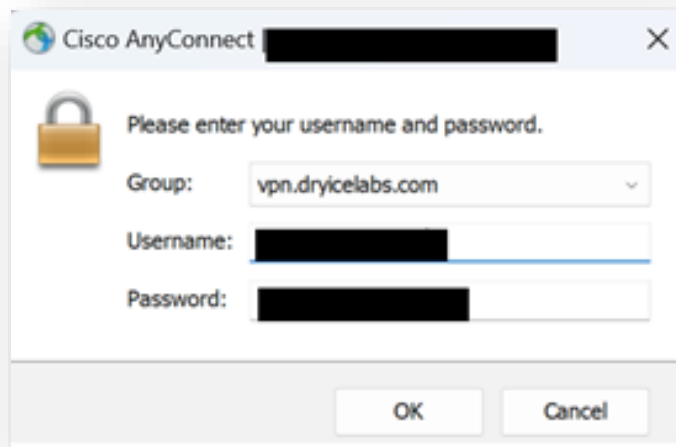 Cisco AnyConnect |
Please enter your username and password.
Group: vpn.dryicelabs.com
Username:
Password:
OK Cancel